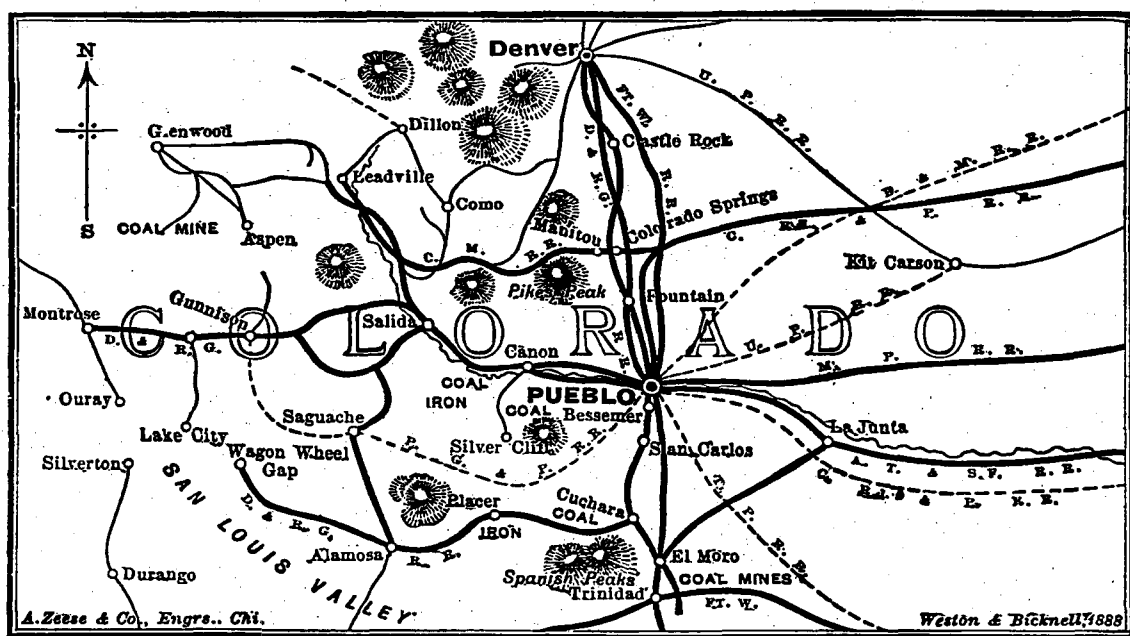 Denver
N
U. P. R. R.
FT. W.
Dillon
G.enwood
D. & R. G.
Castle Rock
B. & M. R. R.
Leadville
R. R.
Como
S
COAL MINE
Aspen
Manitou
Colorado Springs
C. M. R. R.
C. R. I. & P. R. R.
Kit Carson
Pikes Peak
Gunnison
Fountain
Montrose
COLORADO
Salida
D. & R. G.
R. R.
U. P. R. R.
Cañon
M. P. R. R.
COAL
IRON
PUEBLO
Ouray
COAL
Bessemer
Saguache
La Junta
Lake City
Silver Cliff
San Carlos
Wagon Wheel
Gap
P. G. & F. R. R.
Silverton
A. T. & S. F. R. R.
SAN LOUIS VALLEY
C. R. I. & P. R. R.
Placer
Cuchara
COAL
D. & R. G. R. R.
IRON
Alamosa
El Moro
Durango
Spanish Peaks
COAL MINES
Trinidad
FT. W.
A. Zeese & Co., Engrs., Chi.
Weston & Bicknell, 1888